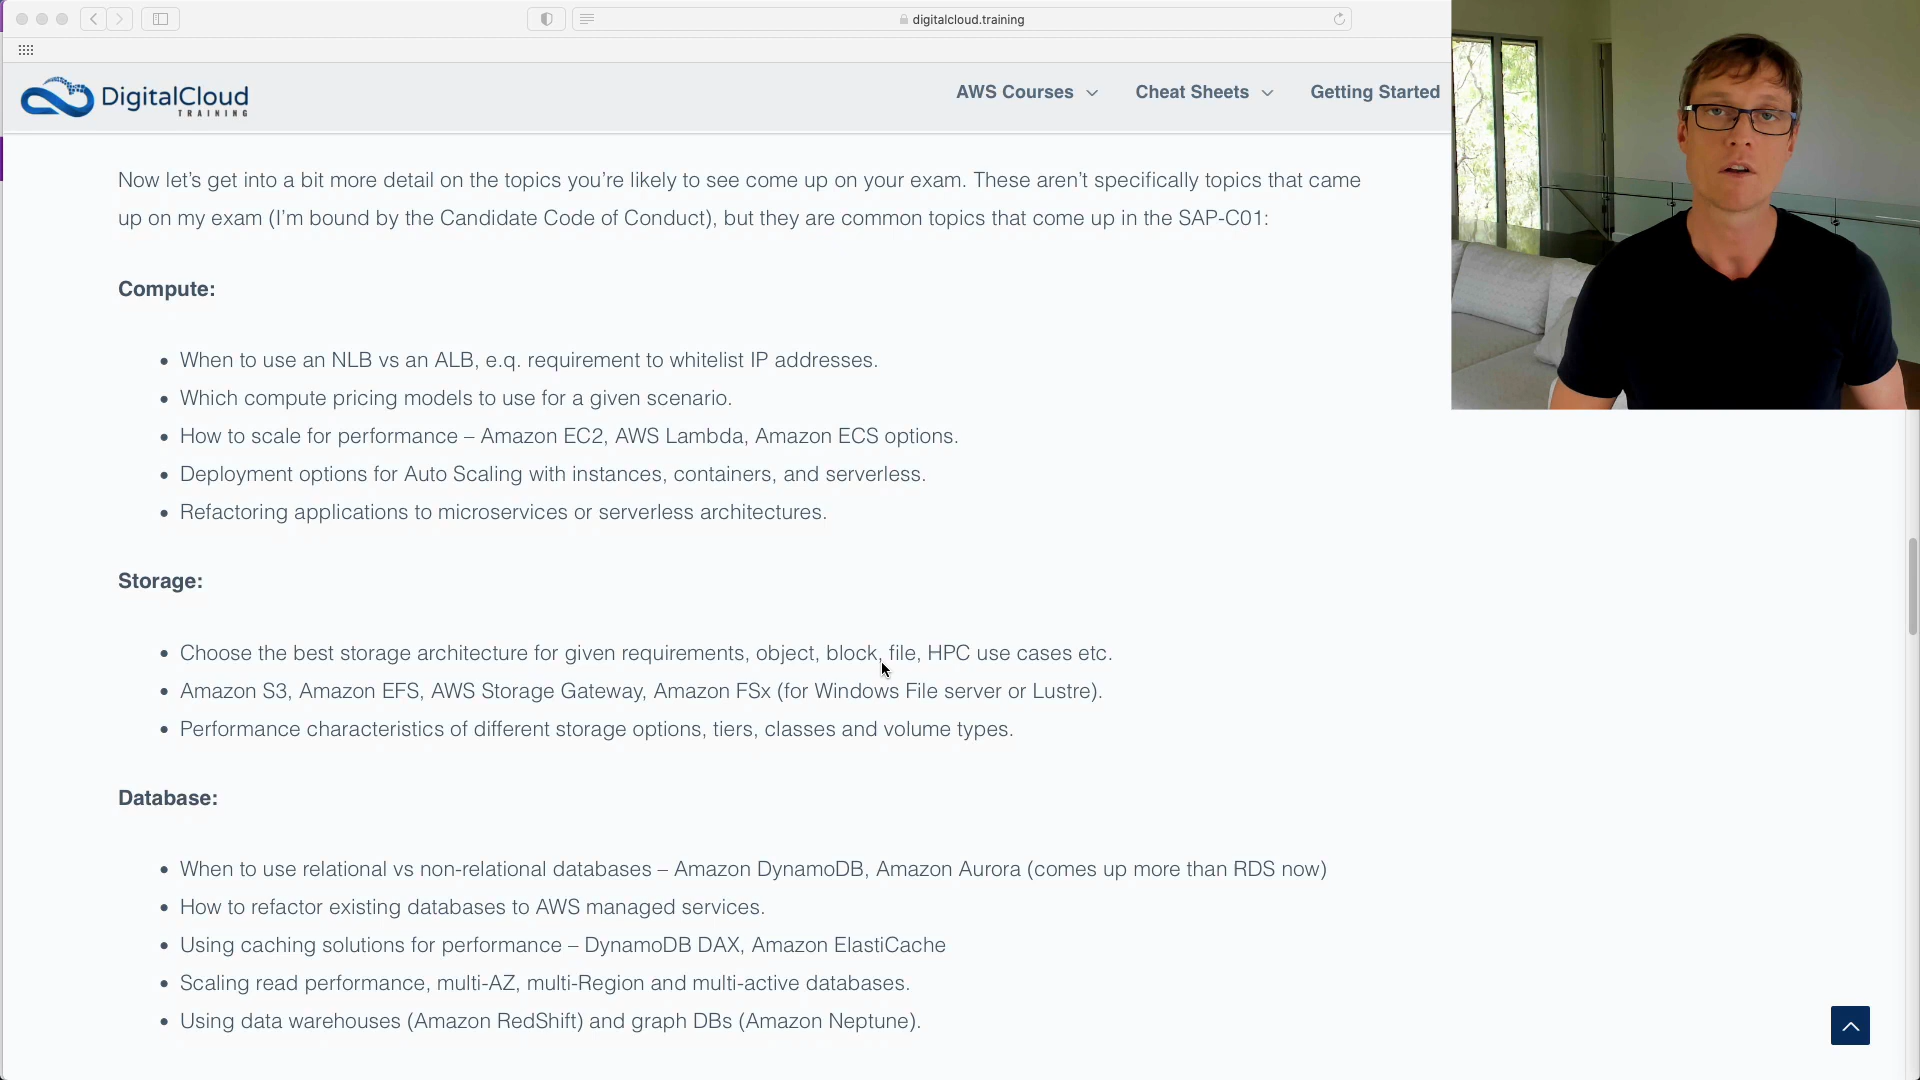 digitalcloud.training
DigitalCloud
TRAINING
AWS Courses
Cheat Sheets
Getting Started
Now let’s get into a bit more detail on the topics you’re likely to see come up on your exam. These aren’t specifically topics that came
up on my exam (I’m bound by the Candidate Code of Conduct), but they are common topics that come up in the SAP-C01:
Compute:
• When to use an NLB vs an ALB, e.q. requirement to whitelist IP addresses.
• Which compute pricing models to use for a given scenario.
• How to scale for performance – Amazon EC2, AWS Lambda, Amazon ECS options.
• Deployment options for Auto Scaling with instances, containers, and serverless.
• Refactoring applications to microservices or serverless architectures.
Storage:
• Choose the best storage architecture for given requirements, object, block, file, HPC use cases etc.
• Amazon S3, Amazon EFS, AWS Storage Gateway, Amazon FSx (for Windows File server or Lustre).
• Performance characteristics of different storage options, tiers, classes and volume types.
Database:
• When to use relational vs non-relational databases – Amazon DynamoDB, Amazon Aurora (comes up more than RDS now)
• How to refactor existing databases to AWS managed services.
• Using caching solutions for performance – DynamoDB DAX, Amazon ElastiCache
• Scaling read performance, multi-AZ, multi-Region and multi-active databases.
• Using data warehouses (Amazon RedShift) and graph DBs (Amazon Neptune).